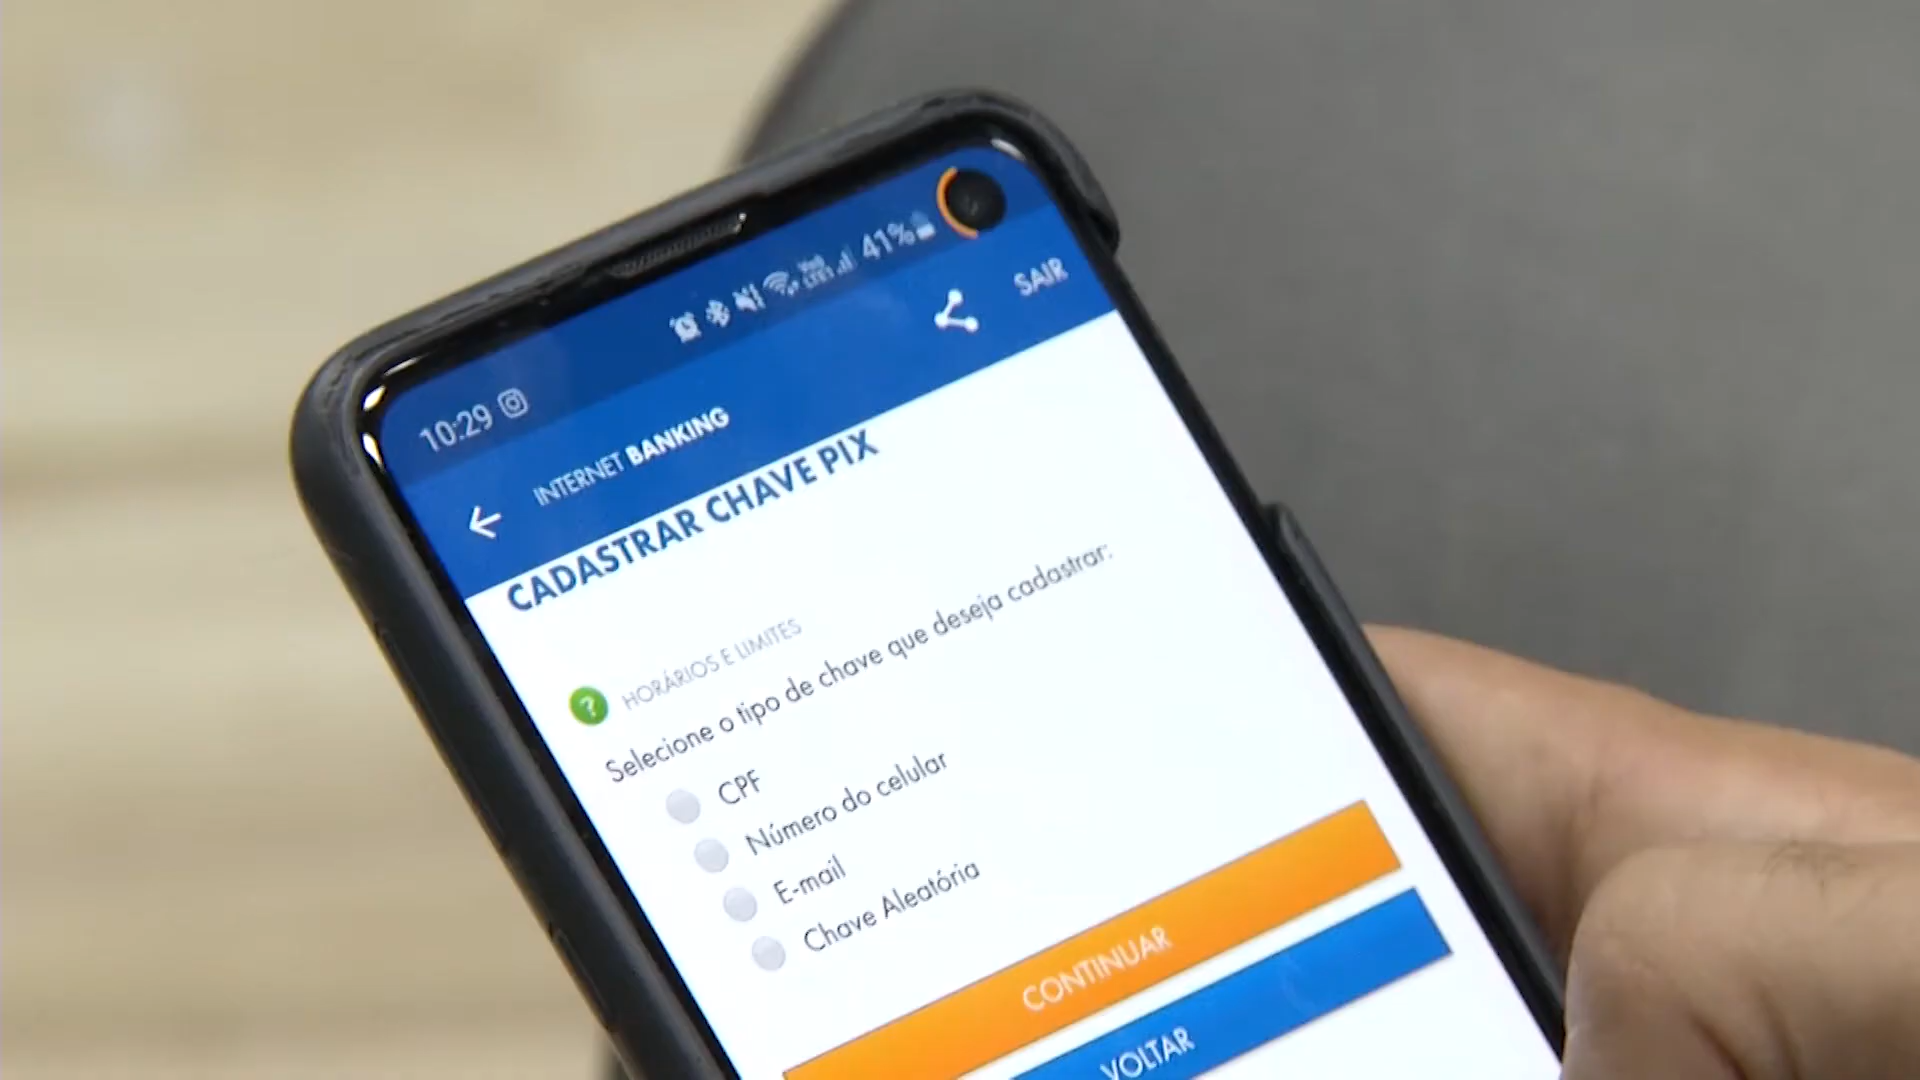 10:29
41%
SAIR
INTERNET BANKING
CADASTRAR CHAVE PIX
? HORÁRIOS E LIMITES
Selecione o tipo de chave que deseja cadastrar:
CPF
Número do celular
E-mail
Chave Aleatória
CONTINUAR
VOLTAR